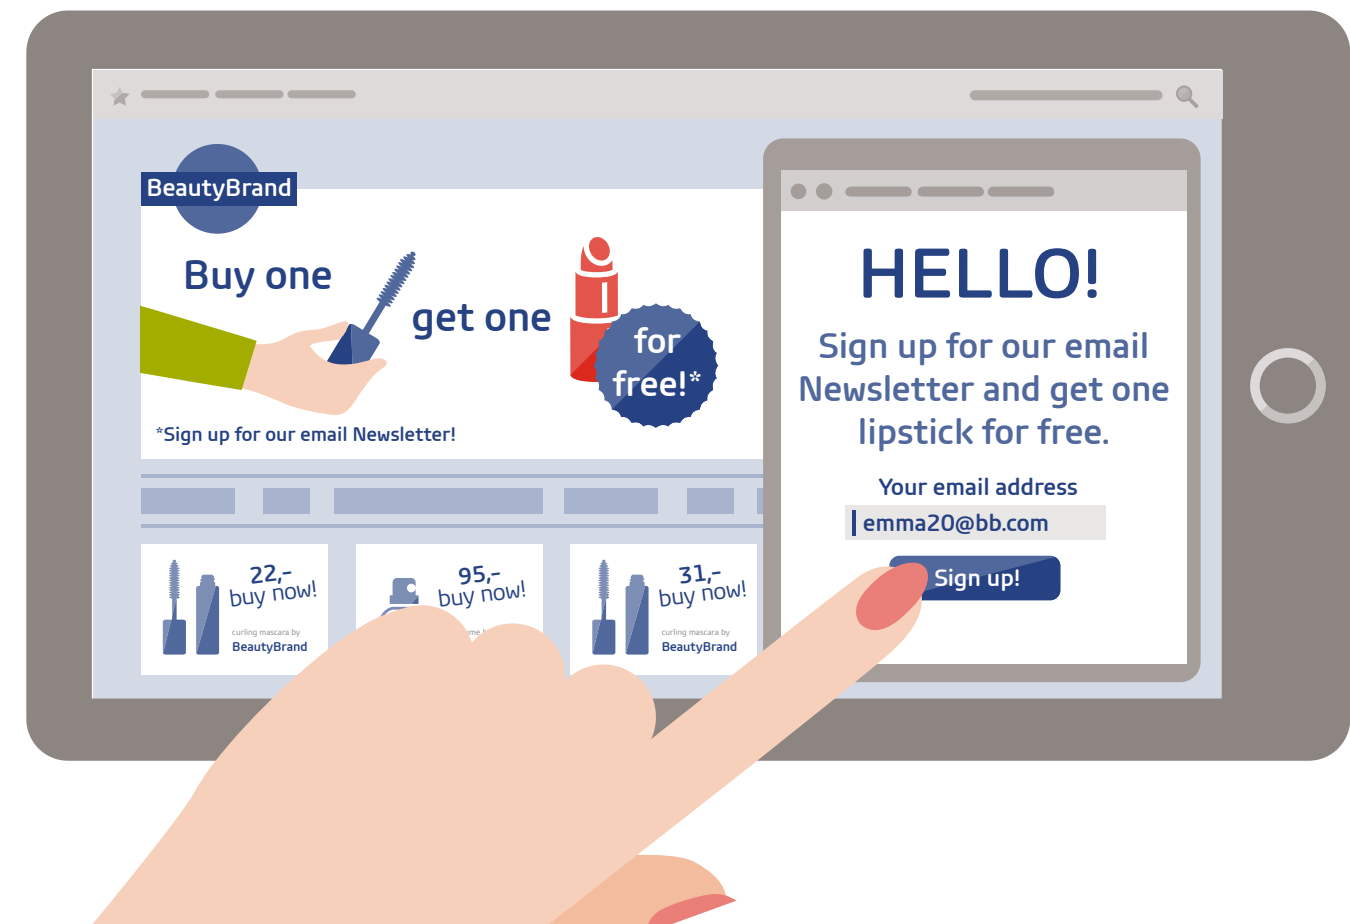 BeautyBrand
Buy one
get one
for
free!*
*Sign up for our email Newsletter!
22,-
buy now!
curling mascara by
BeautyBrand
95,-
buy now!
31,-
buy now!
curling mascara by
BeautyBrand
HELLO!
Sign up for our email
Newsletter and get one
lipstick for free.
Your email address
emma20@bb.com
Sign up!